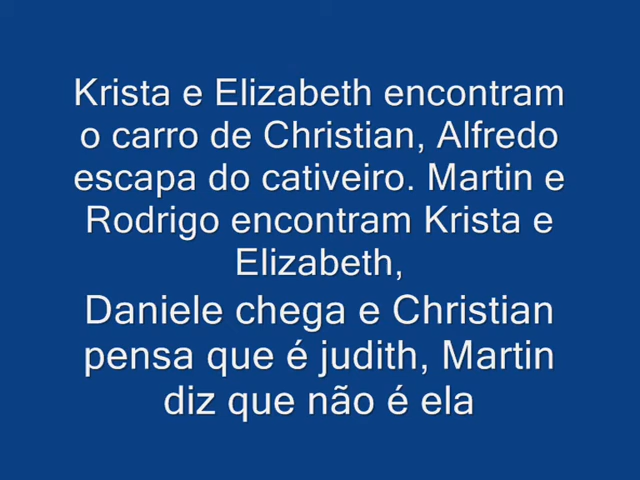 Krista e Elizabeth encontram
o carro de Christian, Alfredo
escapa do cativeiro. Martin e
Rodrigo encontram Krista e
Elizabeth,
Daniele chega e Christian
pensa que é judith, Martin
diz que não é ela